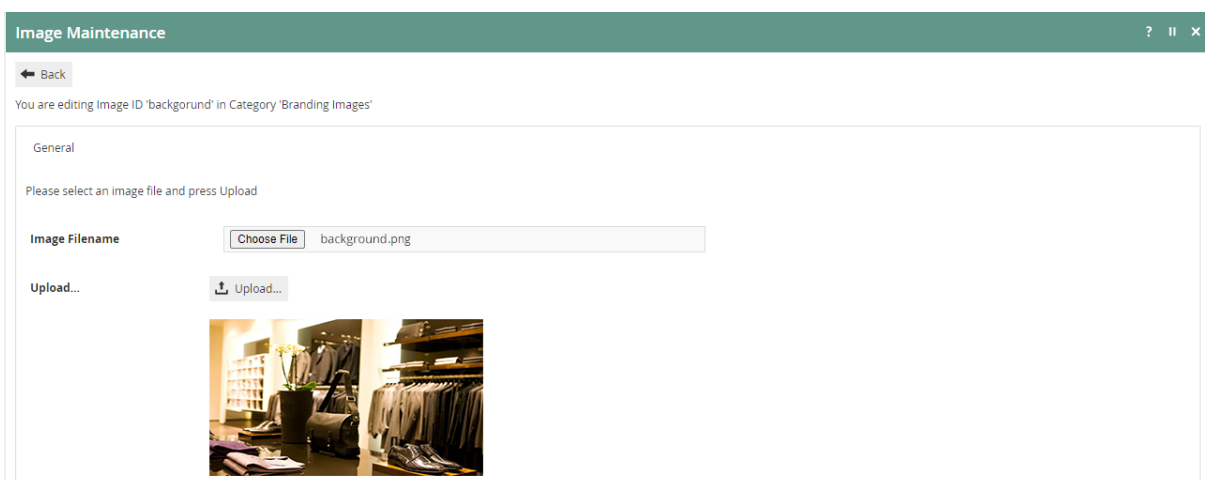 Image Maintenance
?
Back
You are editing Image ID 'backgorund' in Category 'Branding Images'
General
Please select an image file and press Upload
Image Filename Choose File background.png
Upload... Upload...